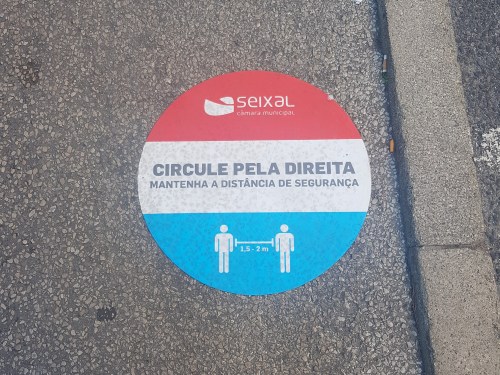 seixal
câmara municipal
CIRCULE PELA DIREITA
MANTENHA A DISTÂNCIA DE SEGURANÇA
1,5 - 2 m